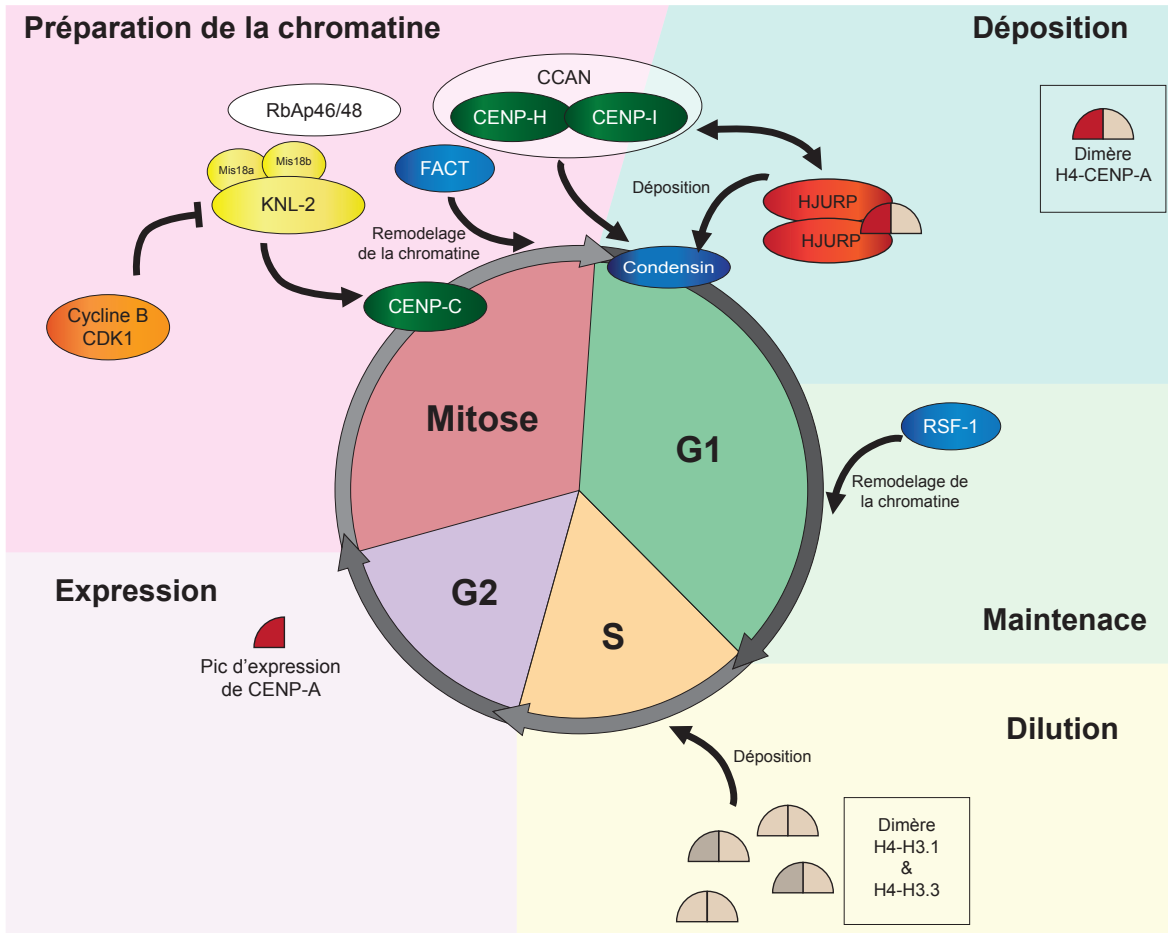 Préparation de la chromatine
Déposition
CCAN
RbAp46/48
CENP-H
CENP-I
Mis18a
Mis18b
KNL-2
FACT
Déposition
HJURP
HJURP
Dimère
H4-CENP-A
Remodelage
de la chromatine
Condensin
CENP-C
Cycline B
CDK1
Mitose
G1
RSF-1
Remodelage de
la chromatine
Expression
G2
S
Maintenace
Pic d'expression
de CENP-A
Dilution
Déposition
Dimère
H4-H3.1
&
H4-H3.3